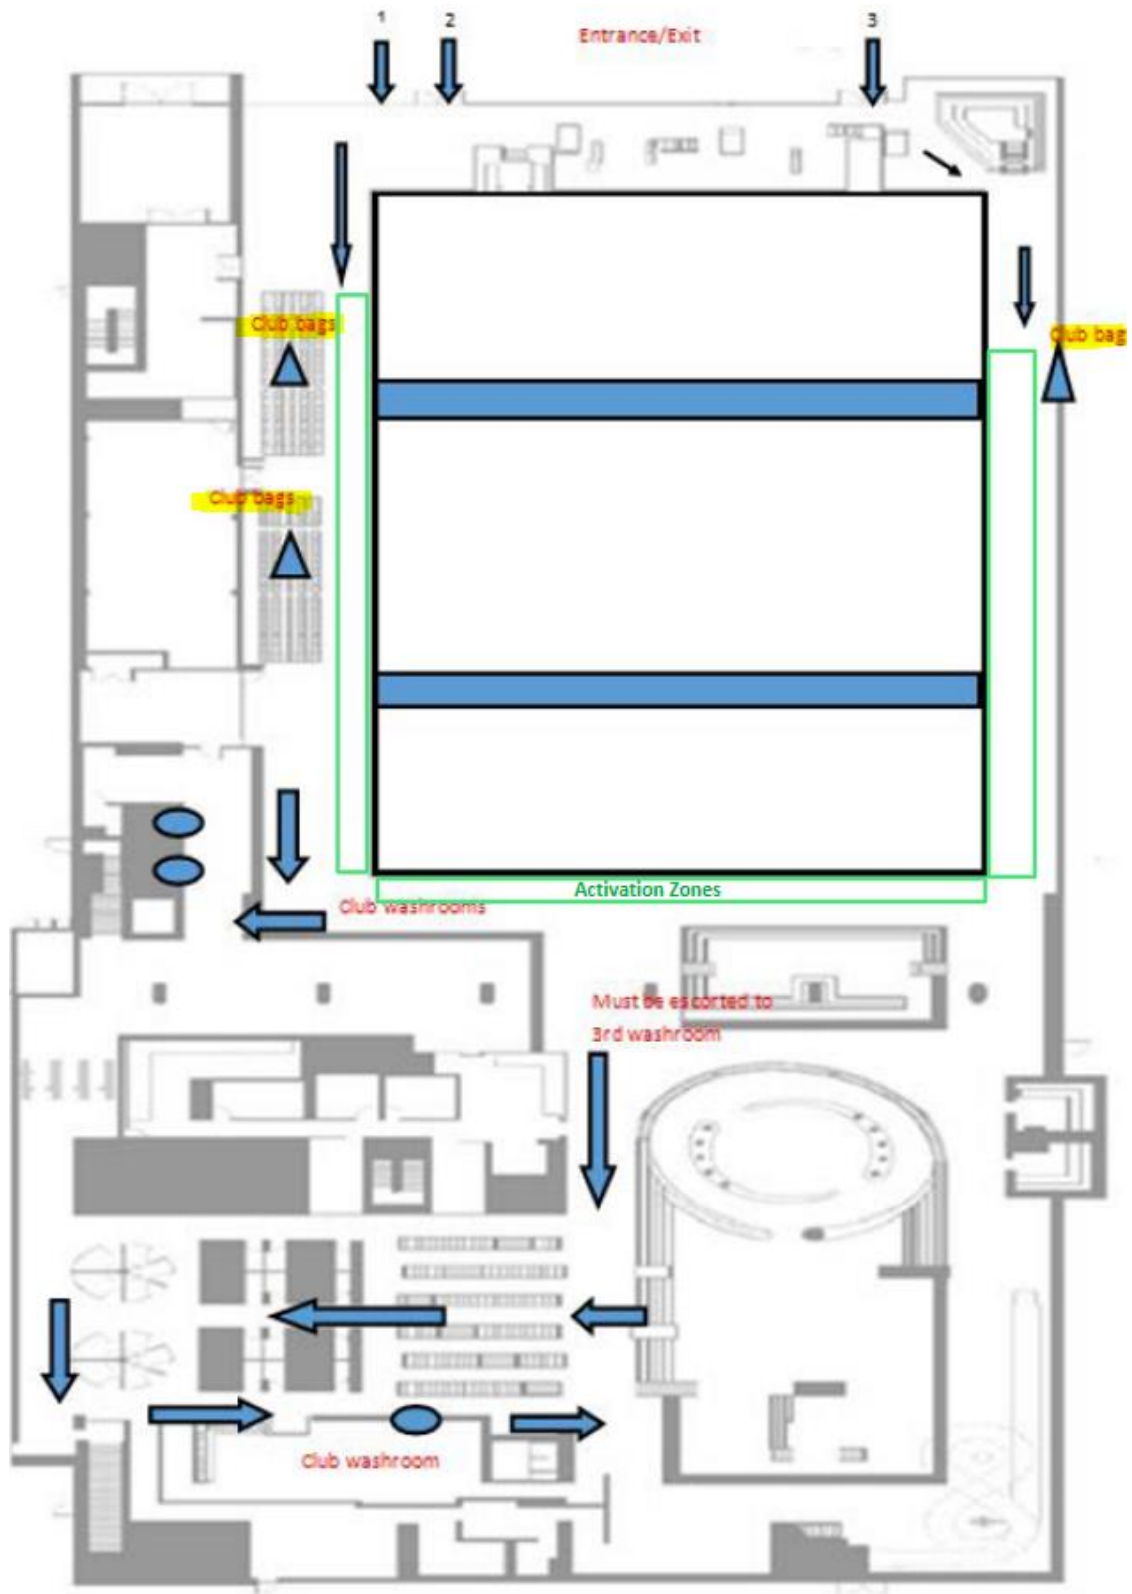 1
2
3
Entrance/Exit
Club bags
Club bag
Club bags
Activation Zones
Club washrooms
Must be escorted to
3rd washroom
Club washroom